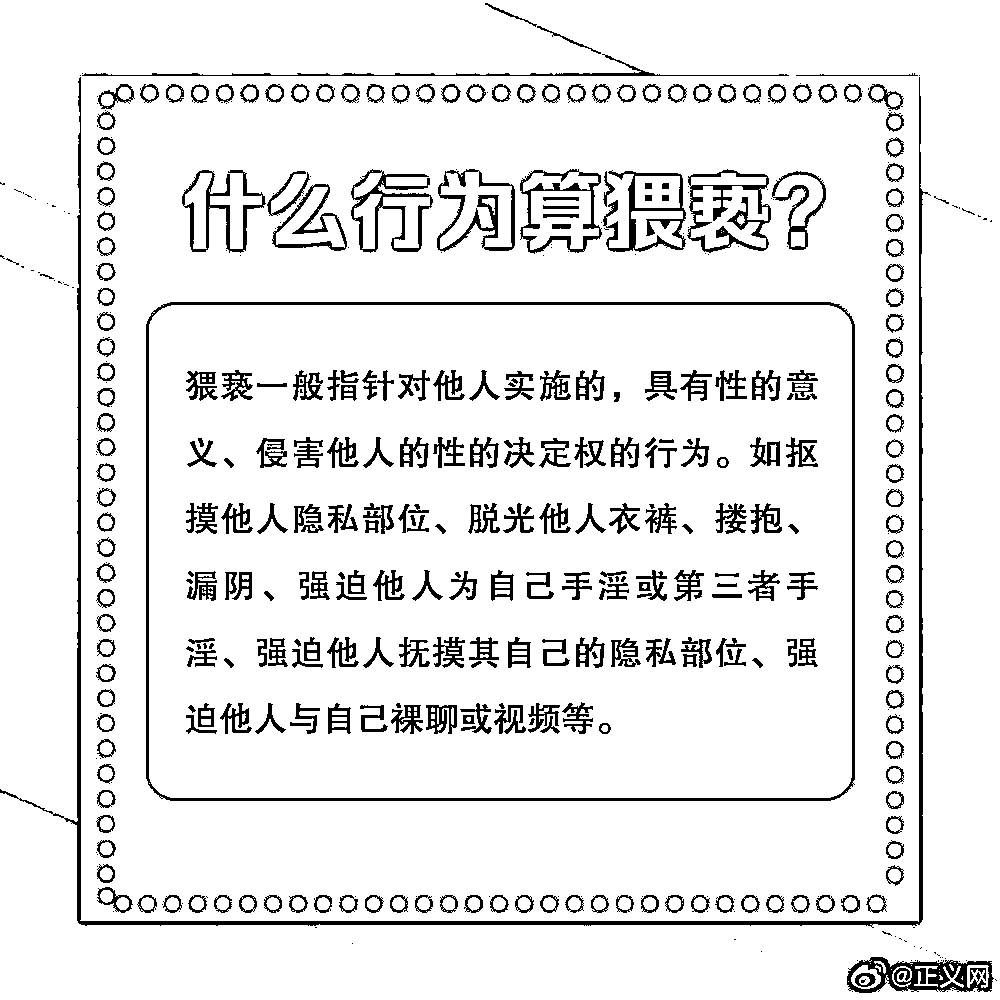 什么行为算猥亵?
猥亵一般指针对他人实施的，具有性的意
义、侵害他人的性的决定权的行为。如抠
摸他人隐私部位、脱光他人衣裤、搂抱、
漏阴、强迫他人为自己手淫或第三者手
淫、强迫他人抚摸其自己的隐私部位、强
迫他人与自己裸聊或视频等。
@正义网